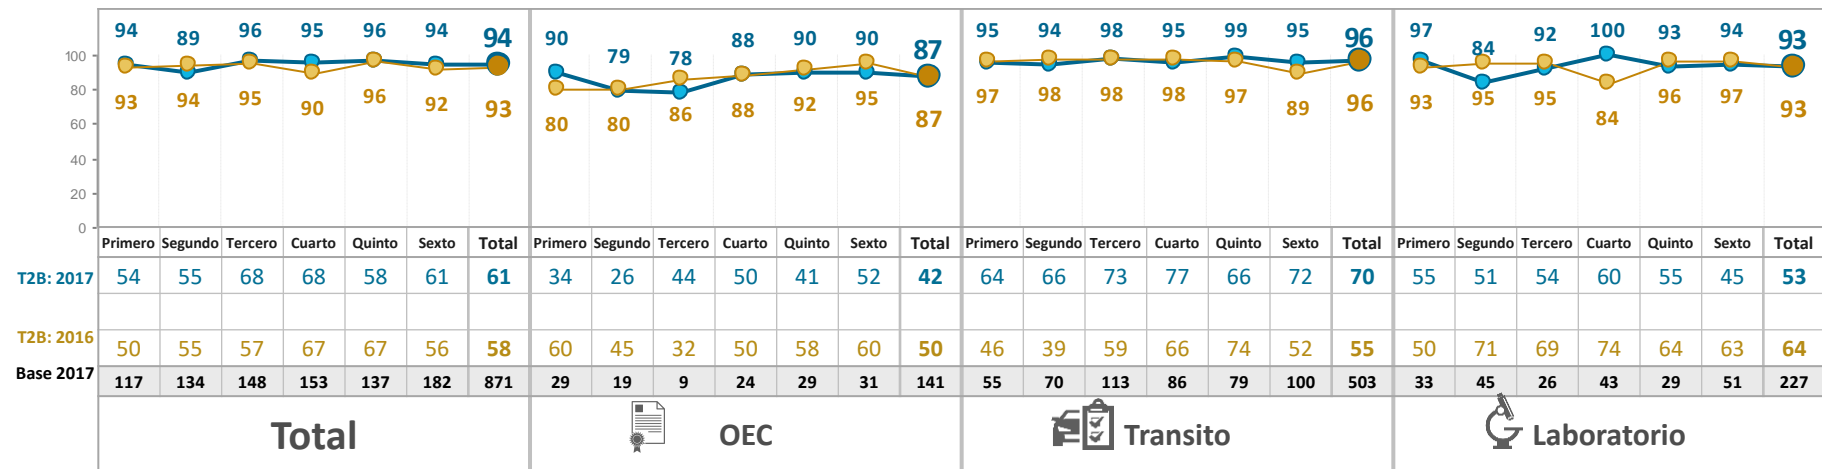 94 89 96 95 96 94 94 90 79 78 88 90 90 87 95 94 98 95 99 95 96 97 84 92 100 93 94 93
100
80
60
40
20
0
93 94 95 90 96 92 93 80 80 86 88 92 95 87 97 98 98 98 97 89 96 93 95 95 84 96 97 93
Primero Segundo Tercero Cuarto Quinto Sexto Total Primero Segundo Tercero Cuarto Quinto Sexto Total Primero Segundo Tercero Cuarto Quinto Sexto Total Primero Segundo Tercero Cuarto Quinto Sexto Total
T2B: 2017 54 55 68 68 58 61 61 34 26 44 50 41 52 42 64 66 73 77 66 72 70 55 51 54 60 55 45 53
T2B: 2016 50 55 57 67 67 56 58 60 45 32 50 58 60 50 46 39 59 66 74 52 55 50 71 69 74 64 63 64
Base 2017 117 134 148 153 137 182 871 29 19 9 24 29 31 141 55 70 113 86 79 100 503 33 45 26 43 29 51 227
Total OEC Transito Laboratorio